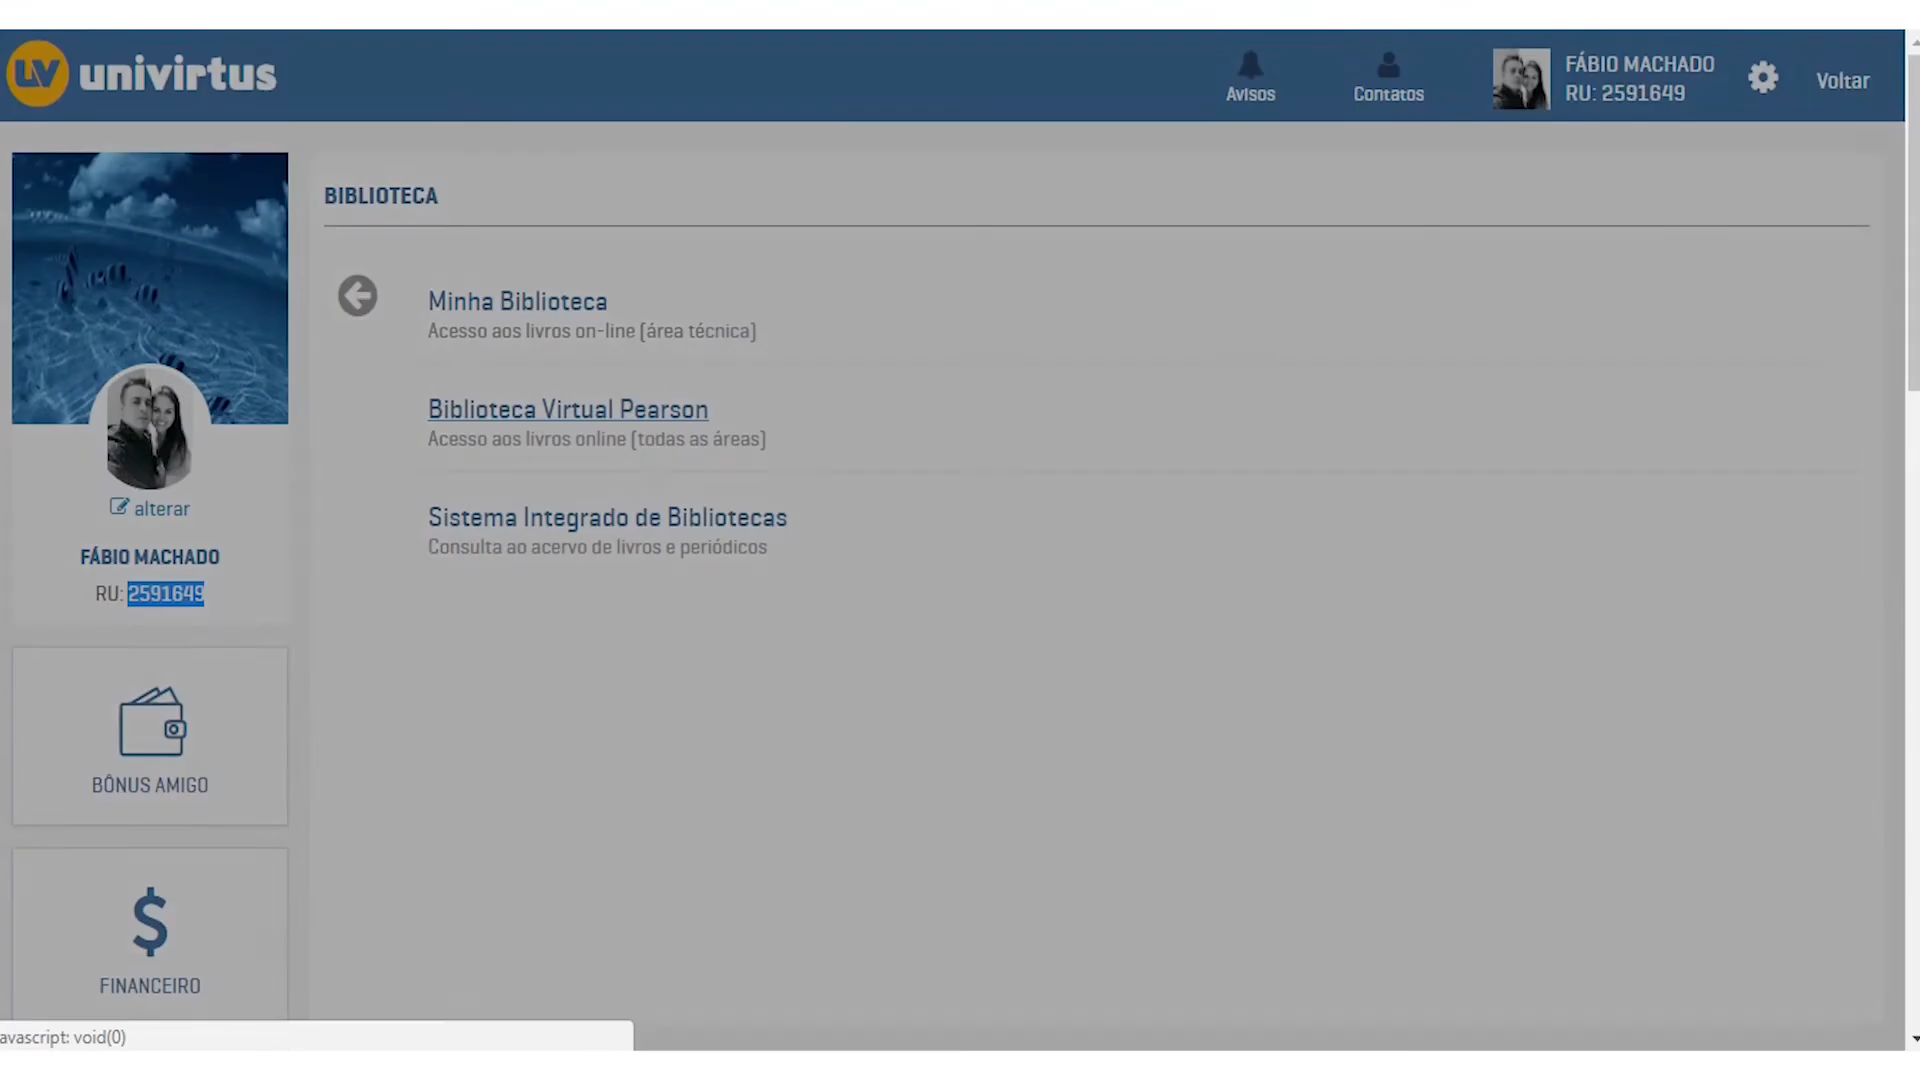 UV univirtus
Avisos
Contatos
FÁBIO MACHADO
RU: 2591649
Voltar
alterar
FÁBIO MACHADO
RU: 2591649
BÔNUS AMIGO
FINANCEIRO
BIBLIOTECA
Minha Biblioteca
Acesso aos livros on-line (área técnica)
Biblioteca Virtual Pearson
Acesso aos livros online (todas as áreas)
Sistema Integrado de Bibliotecas
Consulta ao acervo de livros e periódicos
avascript: void(0)